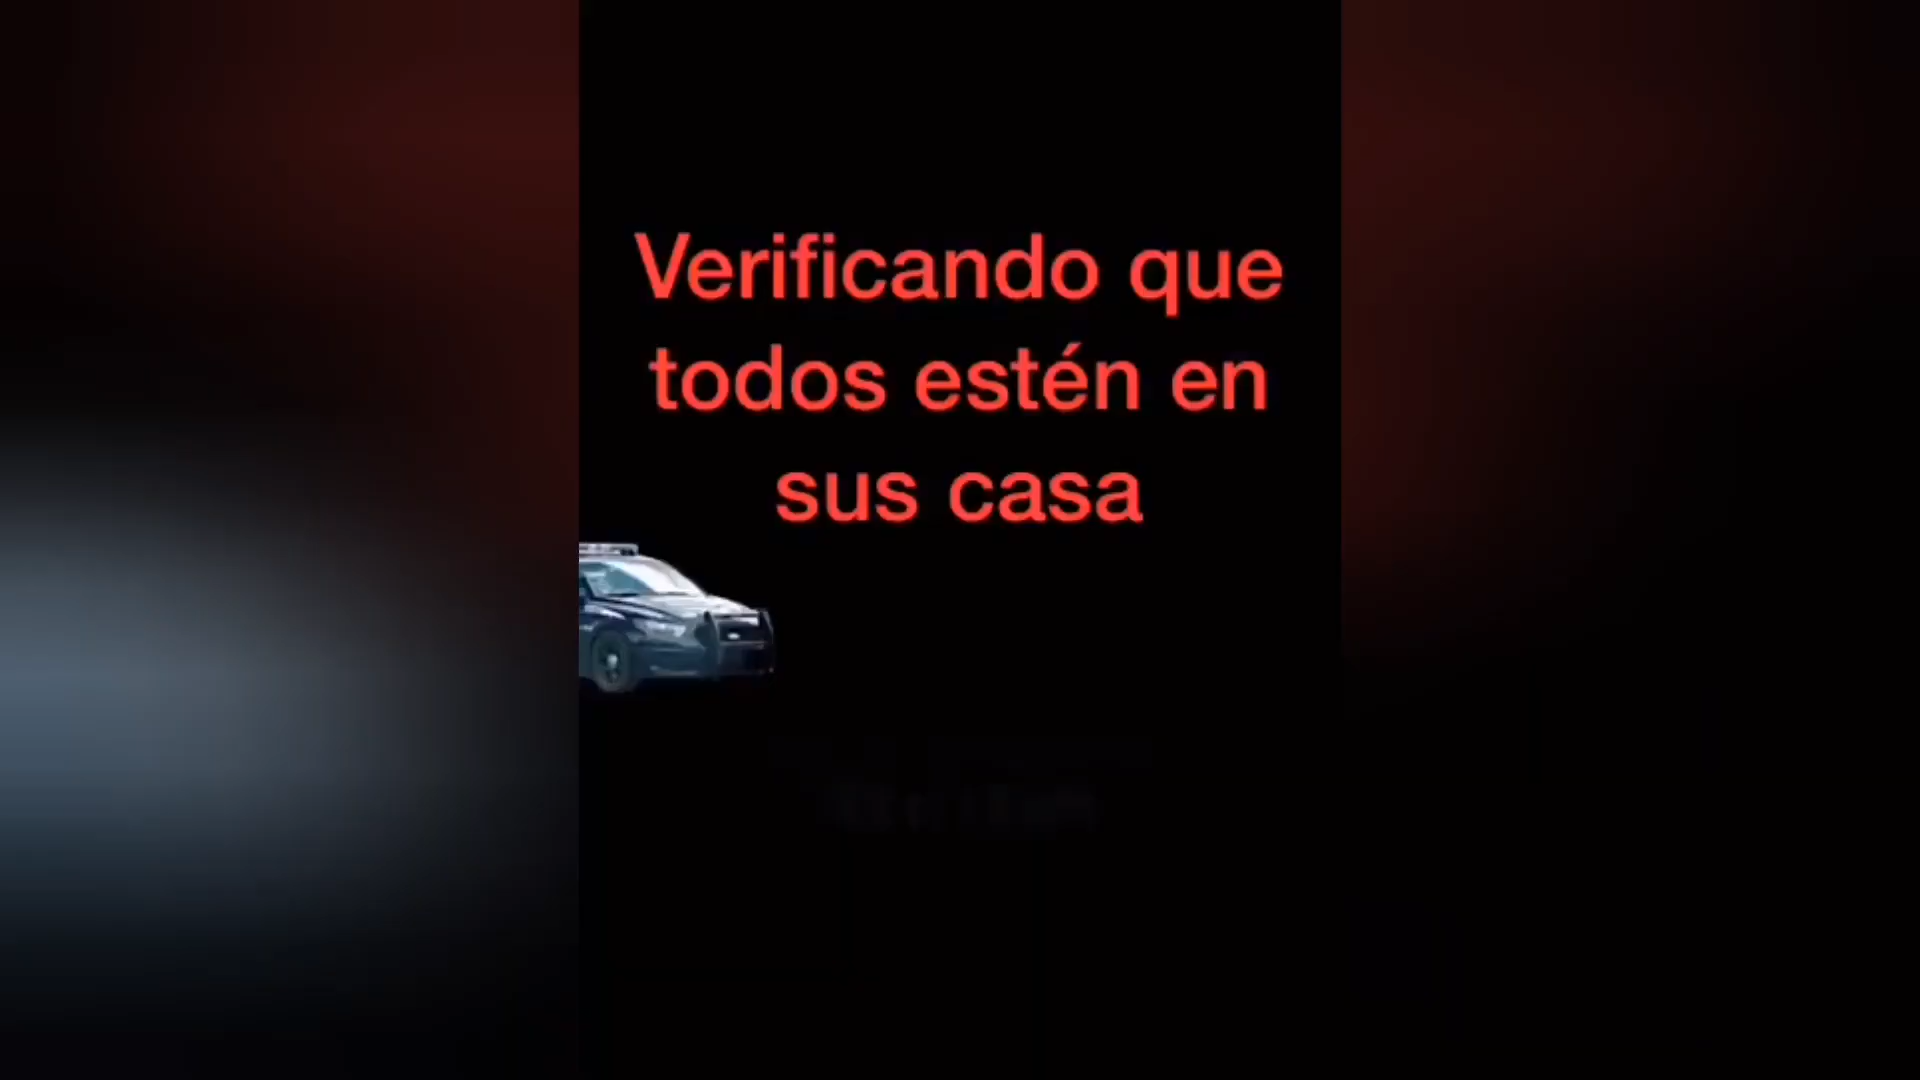 Verificando que
todos estén en
sus casa